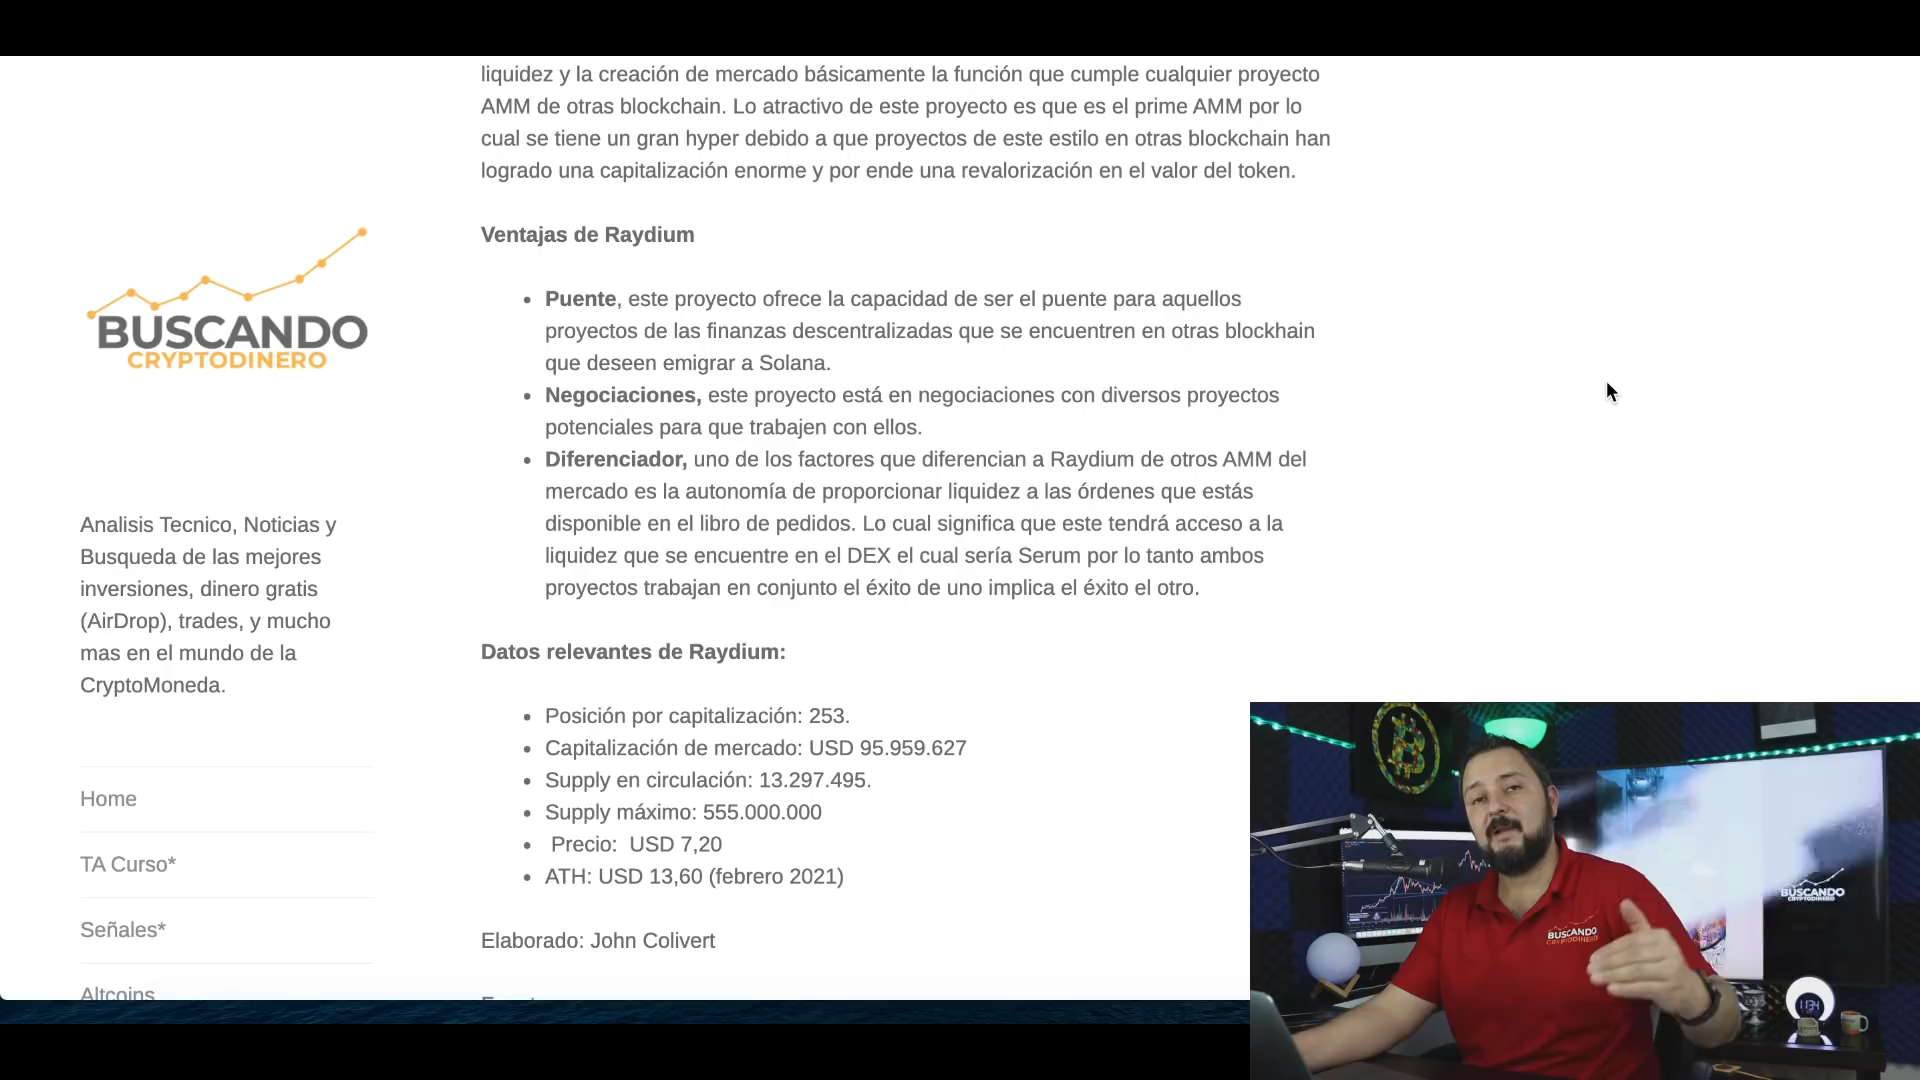 liquidez y la creación de mercado básicamente la función que cumple cualquier proyecto
AMM de otras blockchain. Lo atractivo de este proyecto es que es el prime AMM por lo
cual se tiene un gran hyper debido a que proyectos de este estilo en otras blockchain han
logrado una capitalización enorme y por ende una revalorización en el valor del token.
Ventajas de Raydium
Puente, este proyecto ofrece la capacidad de ser el puente para aquellos
proyectos de las finanzas descentralizadas que se encuentren en otras blockhain
que deseen emigrar a Solana.
Negociaciones, este proyecto está en negociaciones con diversos proyectos
potenciales para que trabajen con ellos.
Diferenciador, uno de los factores que diferencian a Raydium de otros AMM del
mercado es la autonomía de proporcionar liquidez a las órdenes que estás
disponible en el libro de pedidos. Lo cual significa que este tendrá acceso a la
liquidez que se encuentre en el DEX el cual sería Serum por lo tanto ambos
proyectos trabajan en conjunto el éxito de uno implica el éxito el otro.
Datos relevantes de Raydium:
Posición por capitalización: 253.
Capitalización de mercado: USD 95.959.627
Supply en circulación: 13.297.495.
Supply máximo: 555.000.000
Precio: USD 7,20
ATH: USD 13,60 (febrero 2021)
Elaborado: John Colivert
BUSCANDO
CRYPTODINERO
Analisis Tecnico, Noticias y
Busqueda de las mejores
inversiones, dinero gratis
(AirDrop), trades, y mucho
mas en el mundo de la
CryptoMoneda.
Home
TA Curso*
Señales*
Altcoins
BUSCANDO
CRYPTODINERO
BUSCANDO
CRYPTODINERO